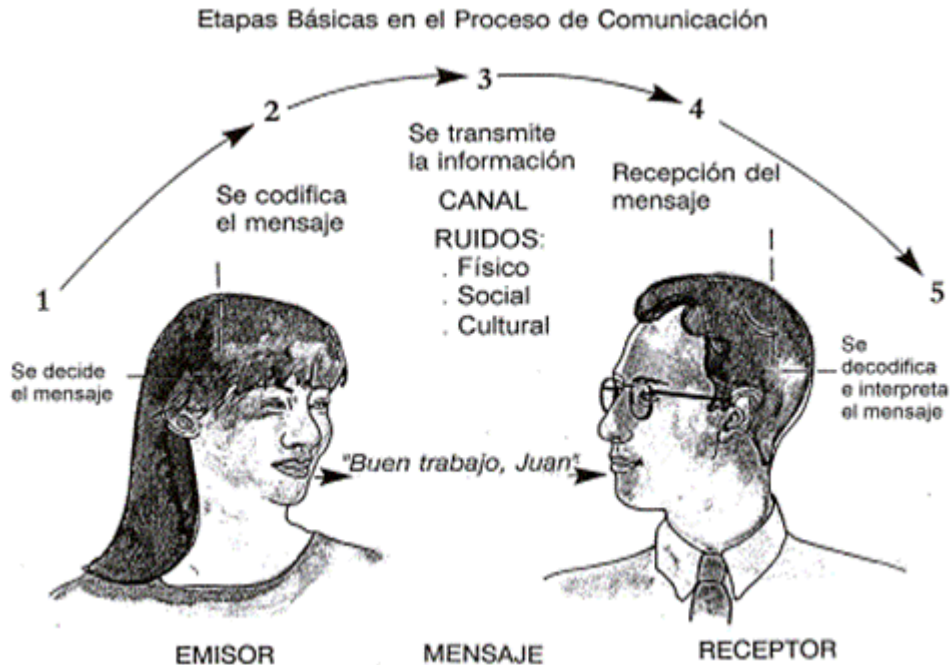 Etapas Básicas en el Proceso de Comunicación
1
2
3
4
5
Se decide
el mensaje
Se codifica
el mensaje
Se transmite
la información
CANAL
RUIDOS:
. Físico
. Social
. Cultural
Recepción del
mensaje
Se
decodifica
e interpreta
el mensaje
"Buen trabajo, Juan".
EMISOR
MENSAJE
RECEPTOR